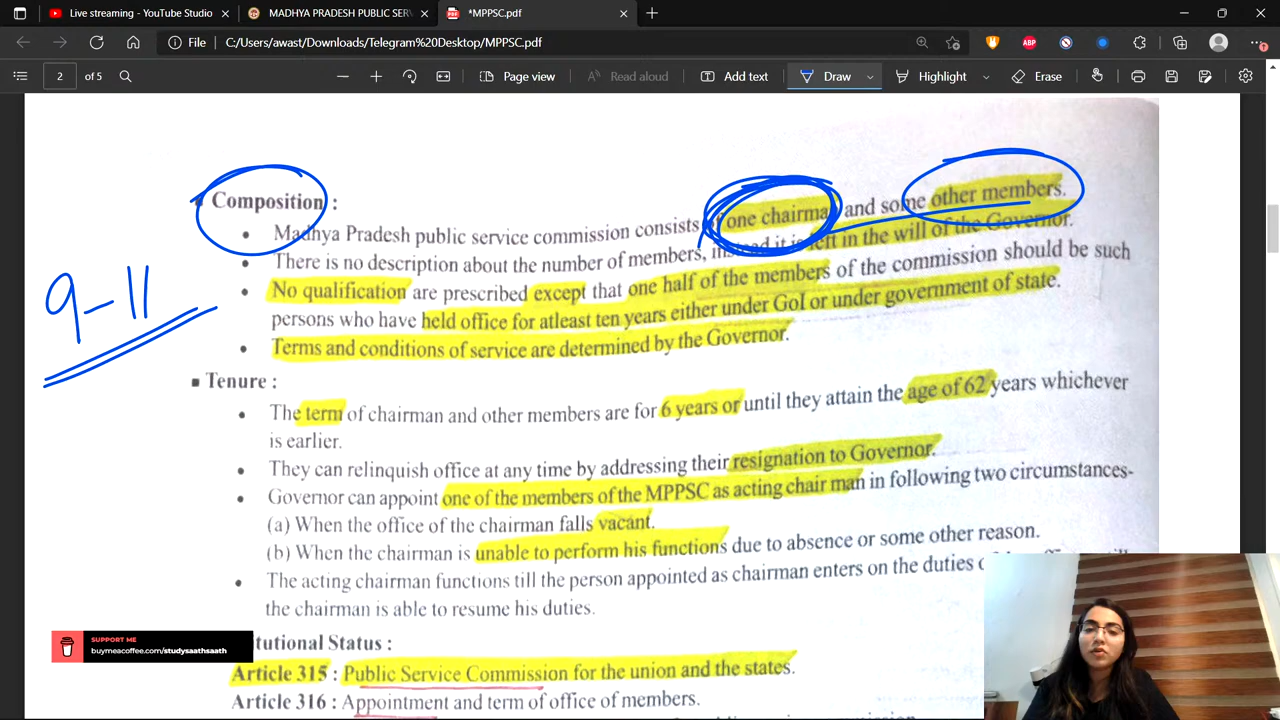 Live streaming - YouTube Studio
MADHYA PRADESH PUBLIC SER
*MPPSC.pdf
File C:/Users/awast/Downloads/Telegram%20Desktop/MPPSC.pdf
ABP
2 of 5
Page view
Read aloud
Add text
Draw
Highlight
Erase
Composition :
Madhya Pradesh public service commission consists of one chairman and some other members.
There is no description about the number of members, instead it is left in the will of the Governor.
No qualification are prescribed except that one half of the members of the commission should be such
persons who have held office for atleast ten years either under GoI or under government of state.
Terms and conditions of service are determined by the Governor.
9-11
Tenure :
The term of chairman and other members are for 6 years or until they attain the age of 62 years whichever
is earlier.
They can relinquish office at any time by addressing their resignation to Governor.
Governor can appoint one of the members of the MPPSC as acting chair man in following two circumstances-
(a) When the office of the chairman falls vacant.
(b) When the chairman is unable to perform his functions due to absence or some other reason.
The acting chairman functions till the person appointed as chairman enters on the duties
the chairman is able to resume his duties.
SUPPORT ME
buymeacoffee.com/studysaathsaath
tutional Status :
Article 315 : Public Service Commission for the union and the states.
Article 316 : Appointment and term of office of members.